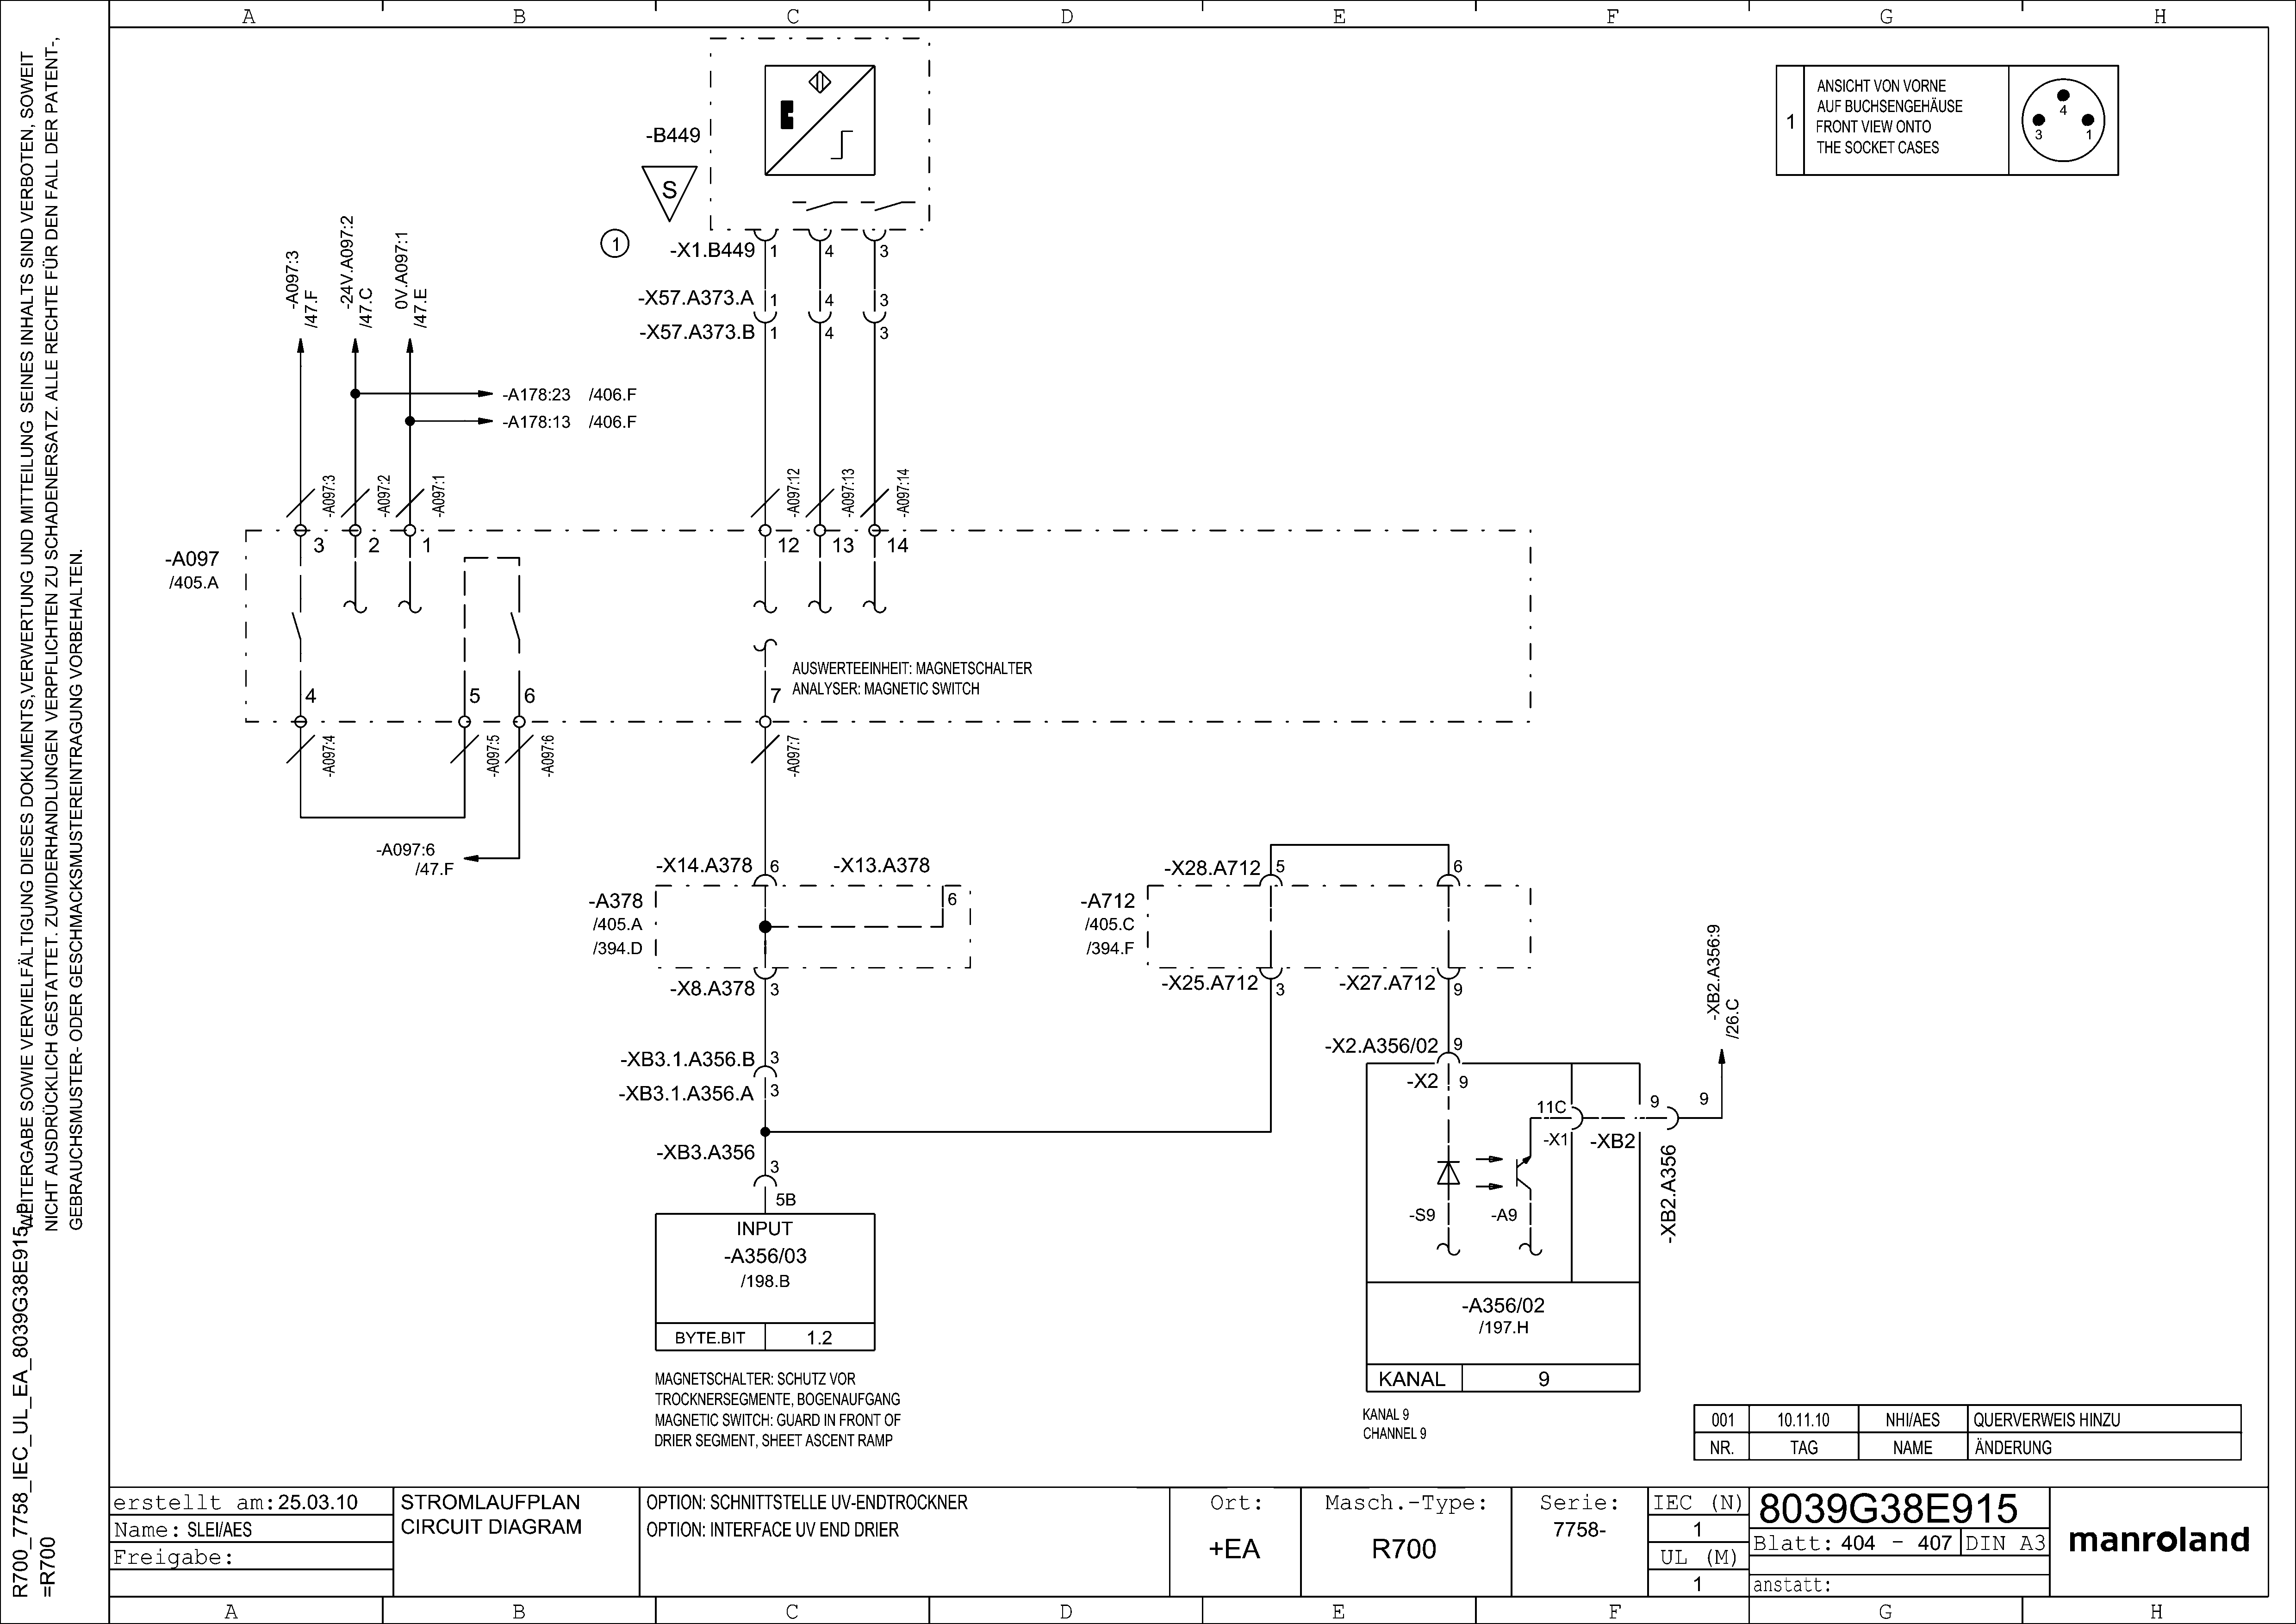 A B C D E F G H
ANSICHT VON VORNE
AUF BUCHSENGEHÄUSE
FRONT VIEW ONTO
THE SOCKET CASES
1
4
3 1
-B449
S
1
-X1.B449 1 4 3
-X57.A373.A 1 4 3
-X57.A373.B 1 4 3
-A097:3
/47.F
-24V.A097:2
/47.C
0V.A097:1
/47.E
-A178:23 /406.F
-A178:13 /406.F
-A097:3 -A097:2 -A097:1 -A097:12 -A097:13 -A097:14
3 2 1 12 13 14
-A097
/405.A
AUSWERTEEINHEIT: MAGNETSCHALTER
ANALYSER: MAGNETIC SWITCH
4 5 6 7
-A097:4 -A097:5 -A097:6 -A097:7
-A097:6
/47.F
-X14.A378 6 -X13.A378
-A378 6
/405.A
/394.D
-X8.A378 3
-X28.A712 5 6
-A712
/405.C
/394.F
-X25.A712 3 -X27.A712 9
-XB3.1.A356.B 3
-XB3.1.A356.A 3
-XB3.A356
3
5B
INPUT
-A356/03
/198.B
BYTE.BIT 1.2
MAGNETSCHALTER: SCHUTZ VOR
TROCKNERSEGMENTE, BOGENAUFGANG
MAGNETIC SWITCH: GUARD IN FRONT OF
DRIER SEGMENT, SHEET ASCENT RAMP
-X2.A356/02 9
-X2 9
11C 9 9
-X1 -XB2
-XB2.A356
-XB2.A356:9
/26.C
-S9 -A9
-A356/02
/197.H
KANAL 9
KANAL 9
CHANNEL 9
001 10.11.10 NHI/AES QUERVERWEIS HINZU
NR. TAG NAME ÄNDERUNG
erstellt am: 25.03.10
Name: SLEI/AES
Freigabe:
STROMLAUFPLAN
CIRCUIT DIAGRAM
OPTION: SCHNITTSTELLE UV-ENDTROCKNER
OPTION: INTERFACE UV END DRIER
Ort:
+EA
Masch.-Type:
R700
Serie:
7758-
IEC (N)
1
UL (M)
1
8039G38E915
Blatt: 404 - 407 DIN A3
anstatt:
manroland
A B C D E F G H
WEITERGABE SOWIE VERVIELFÄLTIGUNG DIESES DOKUMENTS,VERWERTUNG UND MITTEILUNG SEINES INHALTS SIND VERBOTEN, SOWEIT
NICHT AUSDRÜCKLICH GESTATTET. ZUWIDERHANDLUNGEN VERPFLICHTEN ZU SCHADENERSATZ. ALLE RECHTE FÜR DEN FALL DER PATENT-,
GEBRAUCHSMUSTER- ODER GESCHMACKSMUSTEREINTRAGUNG VORBEHALTEN.
=R700